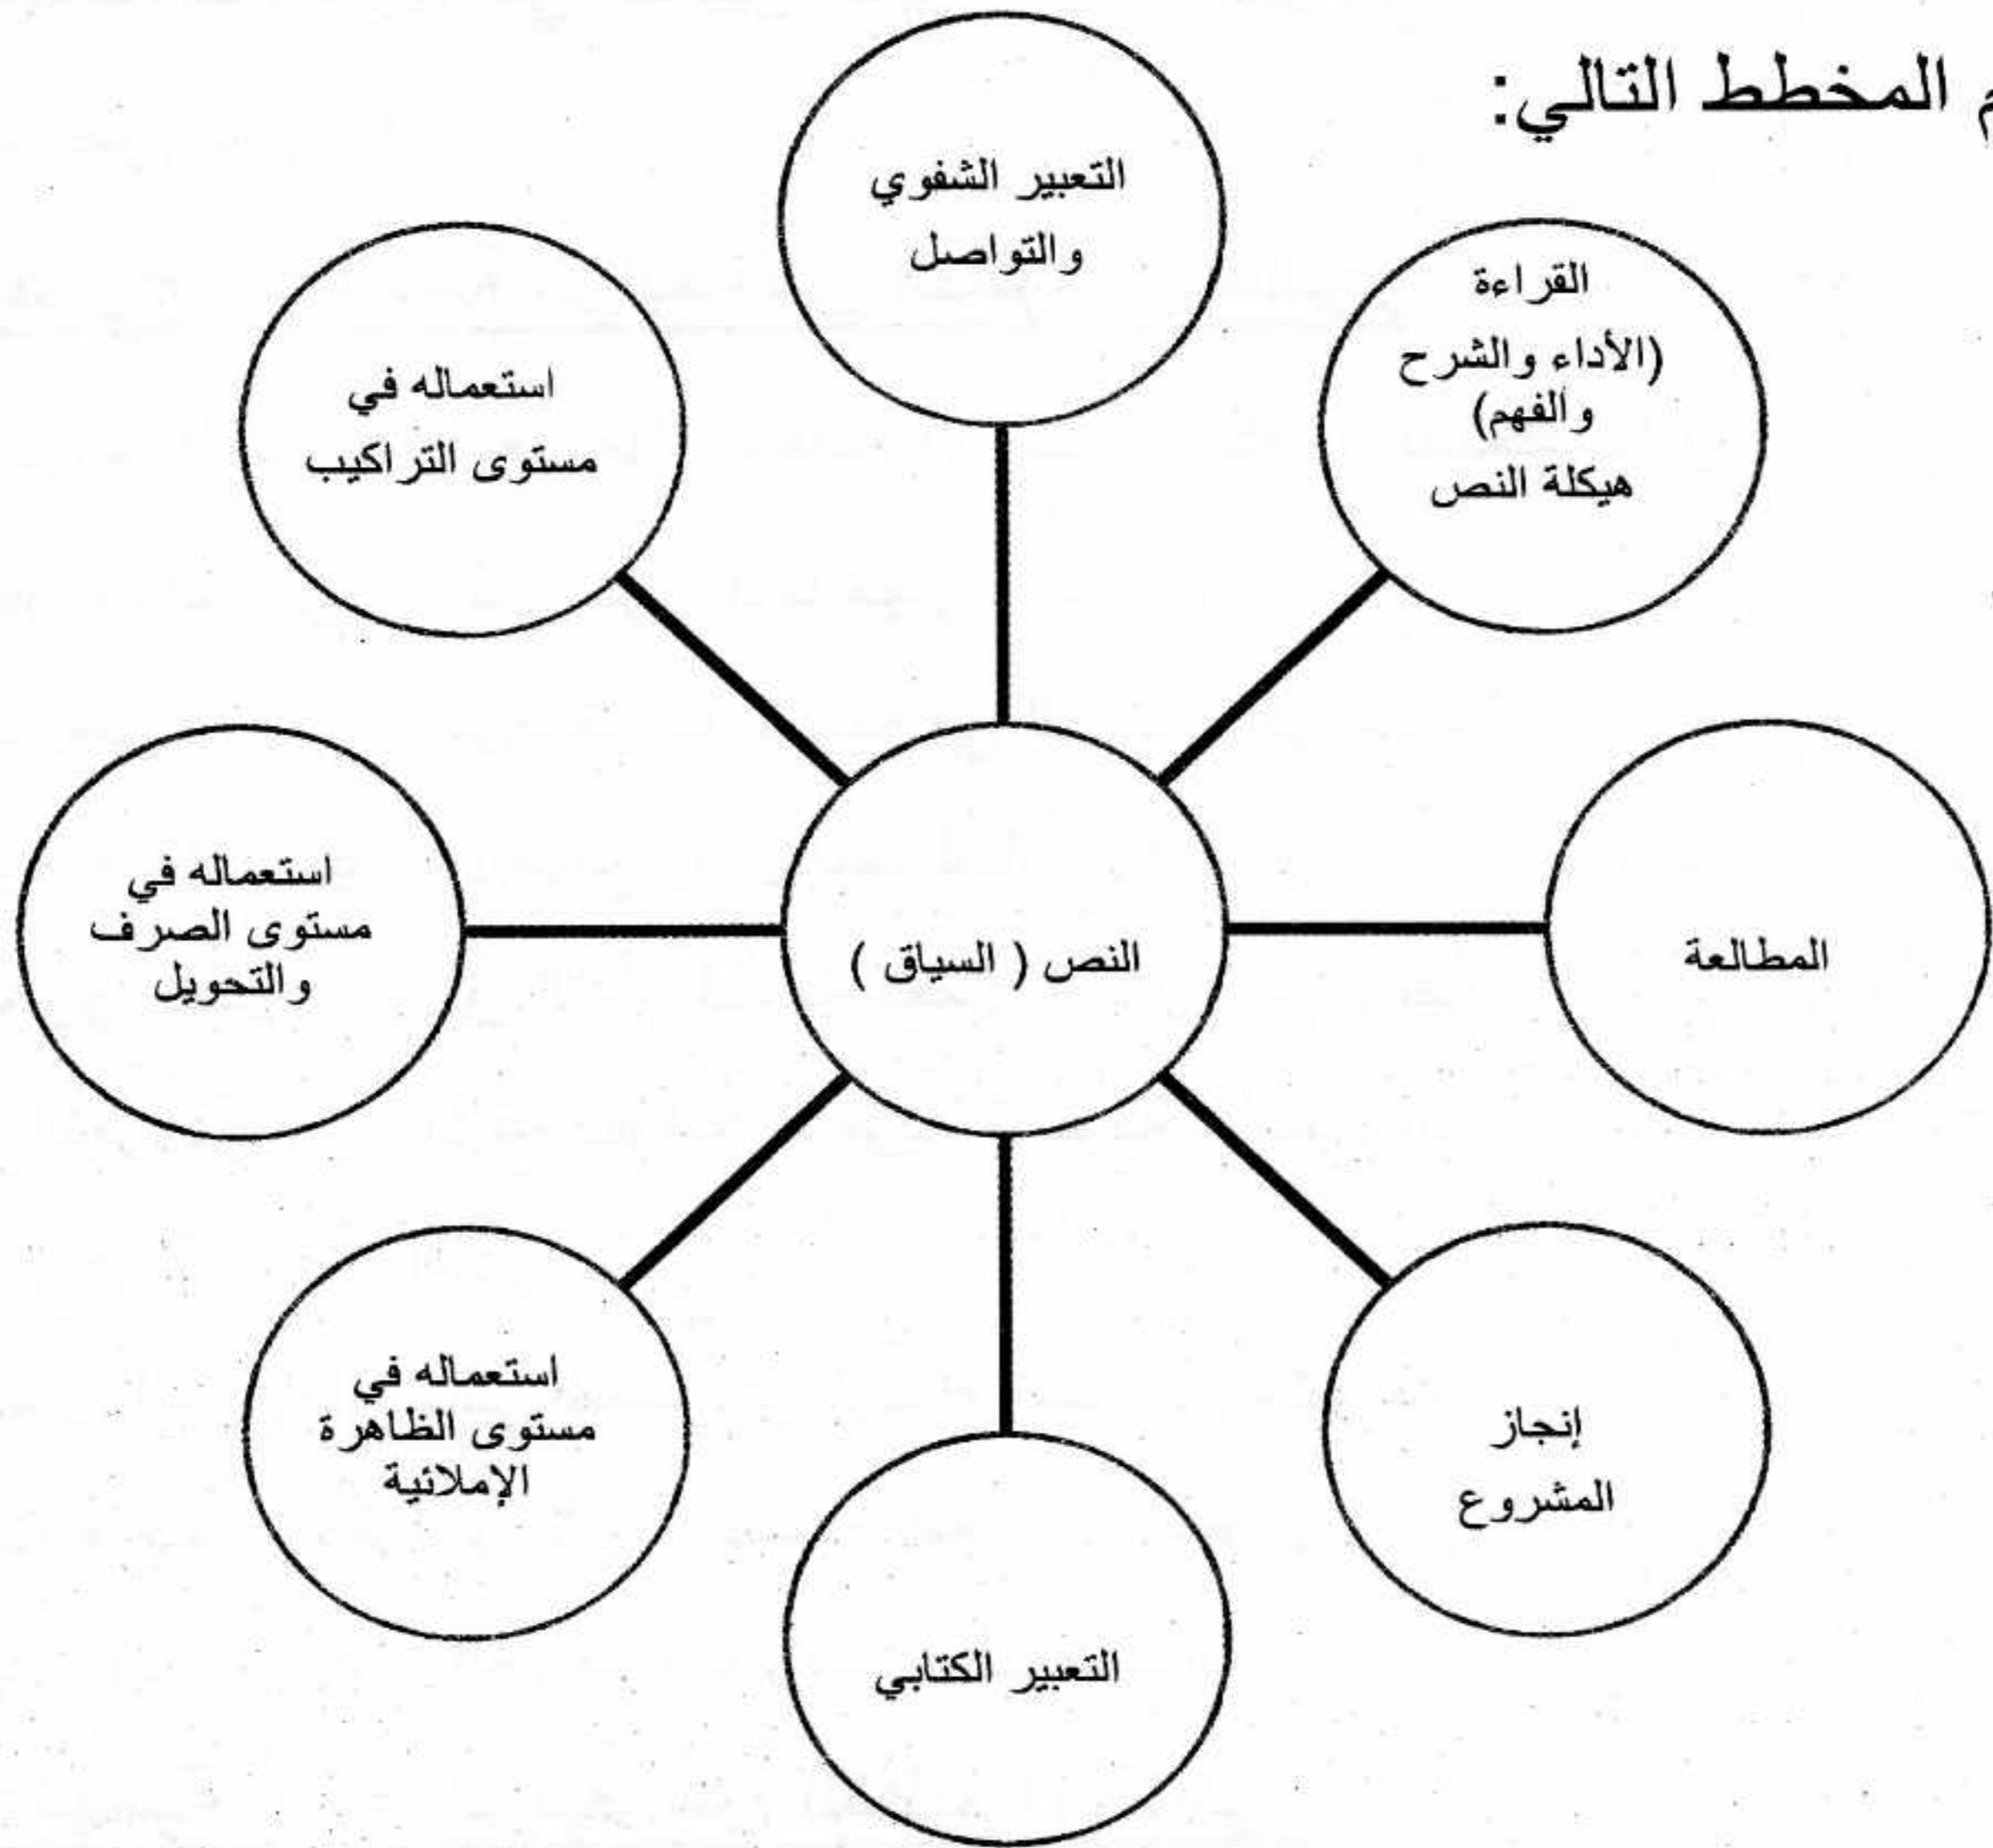 المخطط التالي:
التعبير الشفوي
والتواصل
القراءة
(الأداء والشرح
والفهم)
هيكلة النص
المطالعة
إنجاز
المشروع
التعبير الكتابي
استعماله في
مستوى الظاهرة
الإملائية
استعماله في
مستوى الصرف
والتحويل
استعماله في
مستوى التراكيب
النص ( السياق )